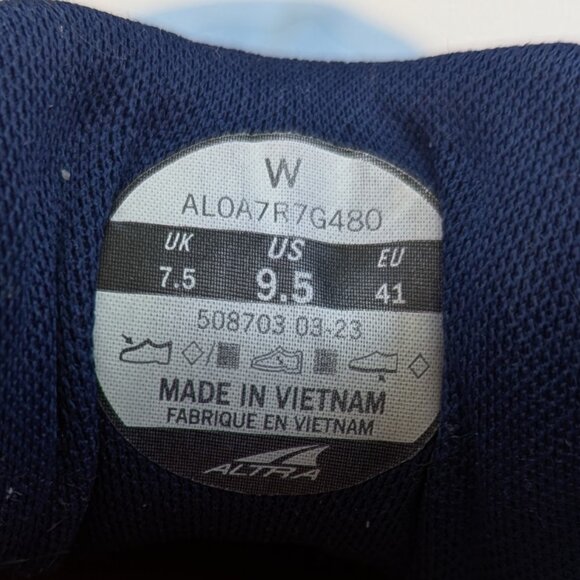 W
AL0A7R7G480
UK US EU
7.5 9.5 41
508703 03-23
MADE IN VIETNAM
FABRIQUE EN VIETNAM
ALTRA